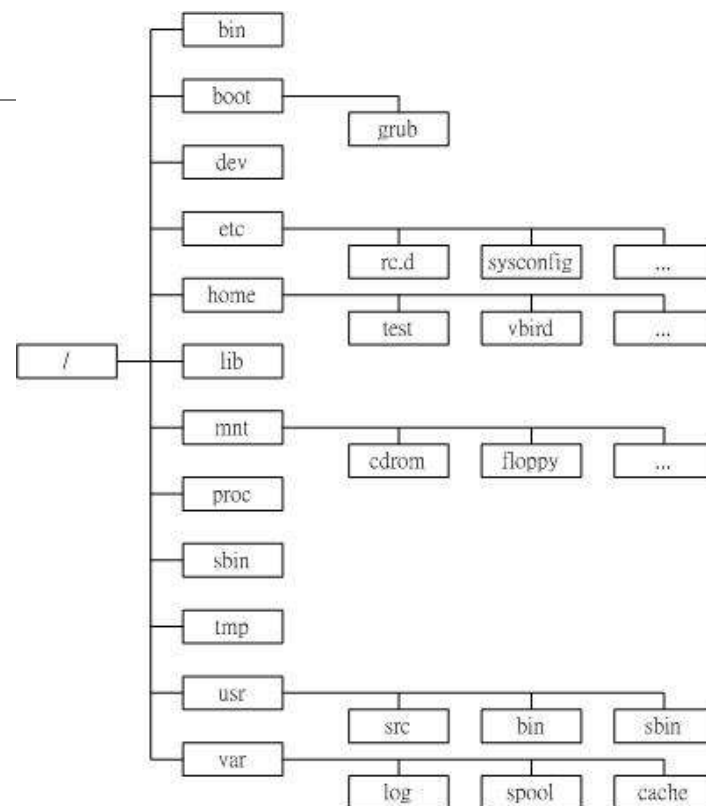 bin
boot
grub
dev
etc
rc.d sysconfig ...
home
test vbird ...
/ lib
mnt
cdrom floppy ...
proc
sbin
tmp
usr
src bin sbin
var
log spool cache